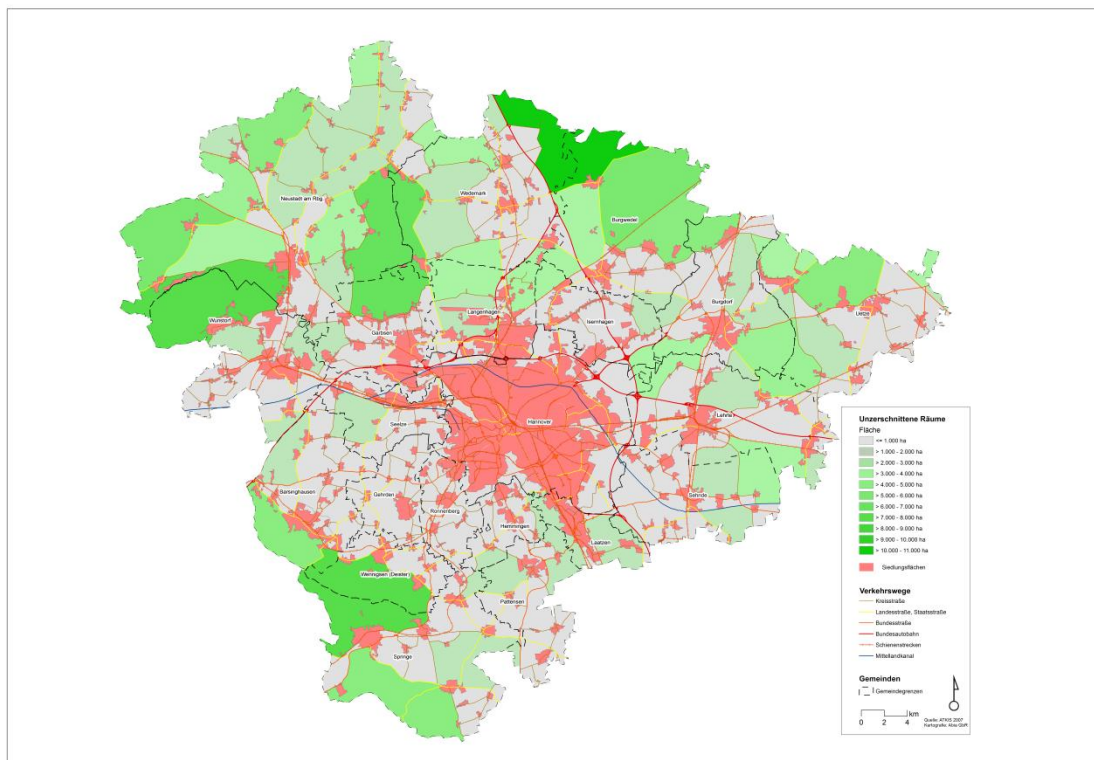 Neustadt am Rbg.
Wedemark
Burgwedel
Wunstorf
Garbsen
Langenhagen
Isernhagen
Burgdorf
Uetze
Seelze
Hannover
Lehrte
Barsinghausen
Gehrden
Ronnenberg
Hemmingen
Laatzen
Sehnde
Wennigsen (Deister)
Pattensen
Springe
Unzerschnittene Räume
Fläche
<= 1.000 ha
> 1.000 - 2.000 ha
> 2.000 - 3.000 ha
> 3.000 - 4.000 ha
> 4.000 - 5.000 ha
> 5.000 - 6.000 ha
> 6.000 - 7.000 ha
> 7.000 - 8.000 ha
> 8.000 - 9.000 ha
> 9.000 - 10.000 ha
> 10.000 - 11.000 ha
Siedlungsflächen
Verkehrswege
Kreisstraße
Landesstraße, Staatsstraße
Bundesstraße
Bundesautobahn
Schienenstrecken
Mittellandkanal
Gemeinden
Gemeindegrenzen
km
0 2 4
Quelle: ATKIS 2007
Kartografie: